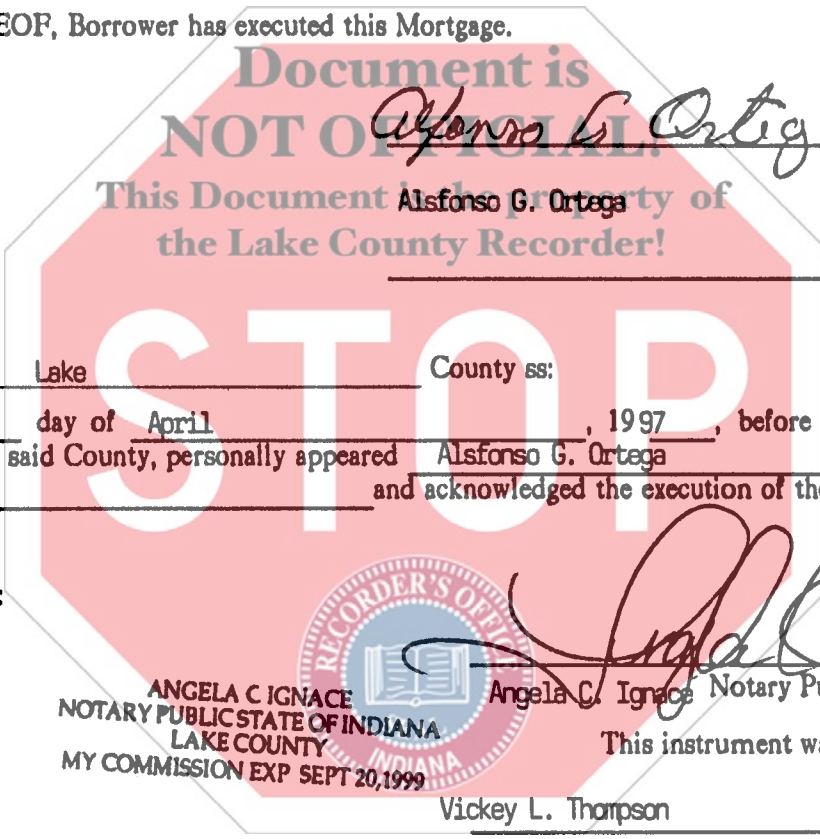 EOF, Borrower has executed this Mortgage.
Document is
NOT OFFICIAL!
Alfonso G. Orteg
This Document is the property of
Alsfonso G. Ortega
the Lake County Recorder!
STOP
Lake County ss:
day of April , 1997 , before
said County, personally appeared Alsfonso G. Ortega
and acknowledged the execution of the
:
RECORDER'S OFFICE
INDIANA
ANGELA C IGNACE
NOTARY PUBLIC STATE OF INDIANA
LAKE COUNTY
MY COMMISSION EXP SEPT 20,1999
Angela C. Ignace Notary Pu
This instrument wa
Vickey L. Thompson